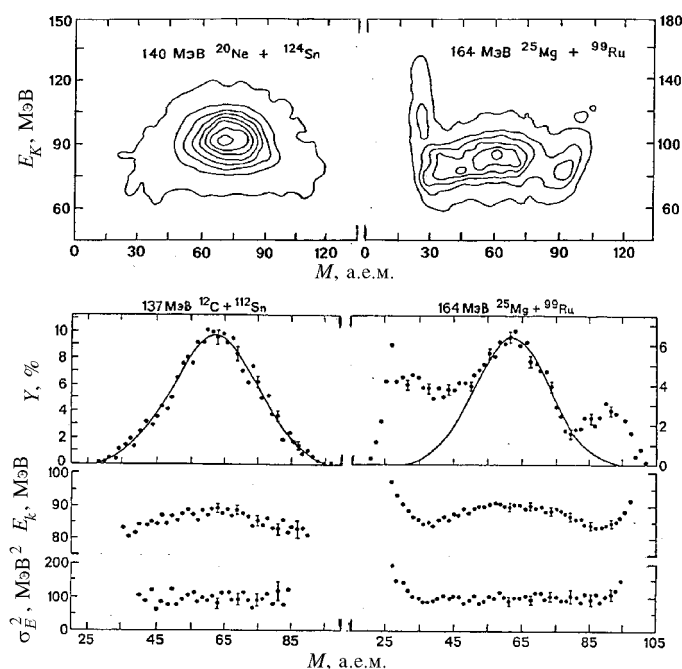 140 МэВ ²⁰Ne + ¹²⁴Sn
164 МэВ ²⁵Mg + ⁹⁹Ru
150
120
90
60
E_K, МэВ
180
140
100
60
0 30 60 90 120
30 60 90 120
M, а.е.м.
137 МэВ ¹²C + ¹¹²Sn
164 МэВ ²⁵Mg + ⁹⁹Ru
10
8
6
4
2
0
Y, %
6
4
2
0
100
90
80
E_k, МэВ
200
100
0
σ²_E, МэВ²
25 45 65 85
25 45 65 85 105
M, а.е.м.